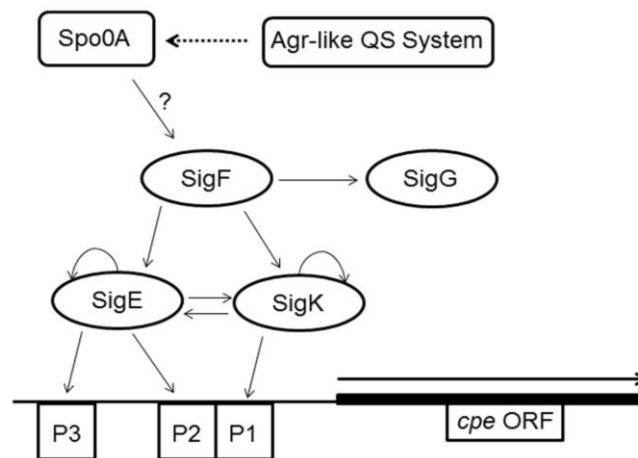 Spo0A
Agr-like QS System
?
SigF
SigG
SigE
SigK
P3
P2
P1
cpe ORF